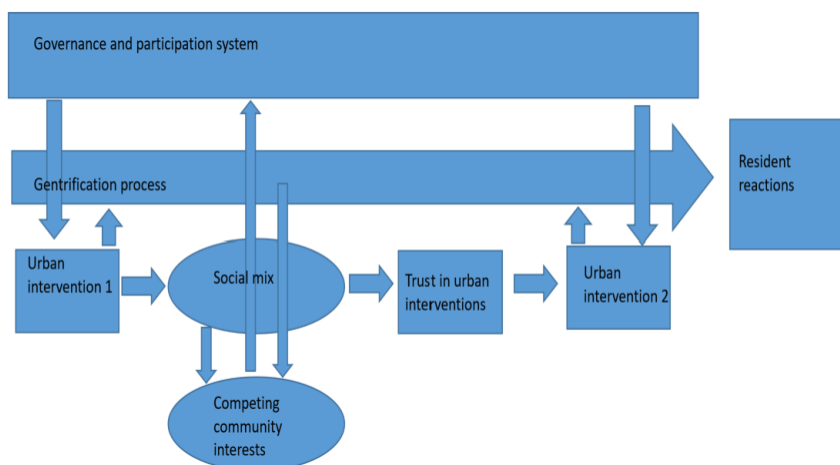 Governance and participation system
Gentrification process
Resident
reactions
Urban
intervention 1
Social mix
Trust in urban
interventions
Urban
intervention 2
Competing
community
interests